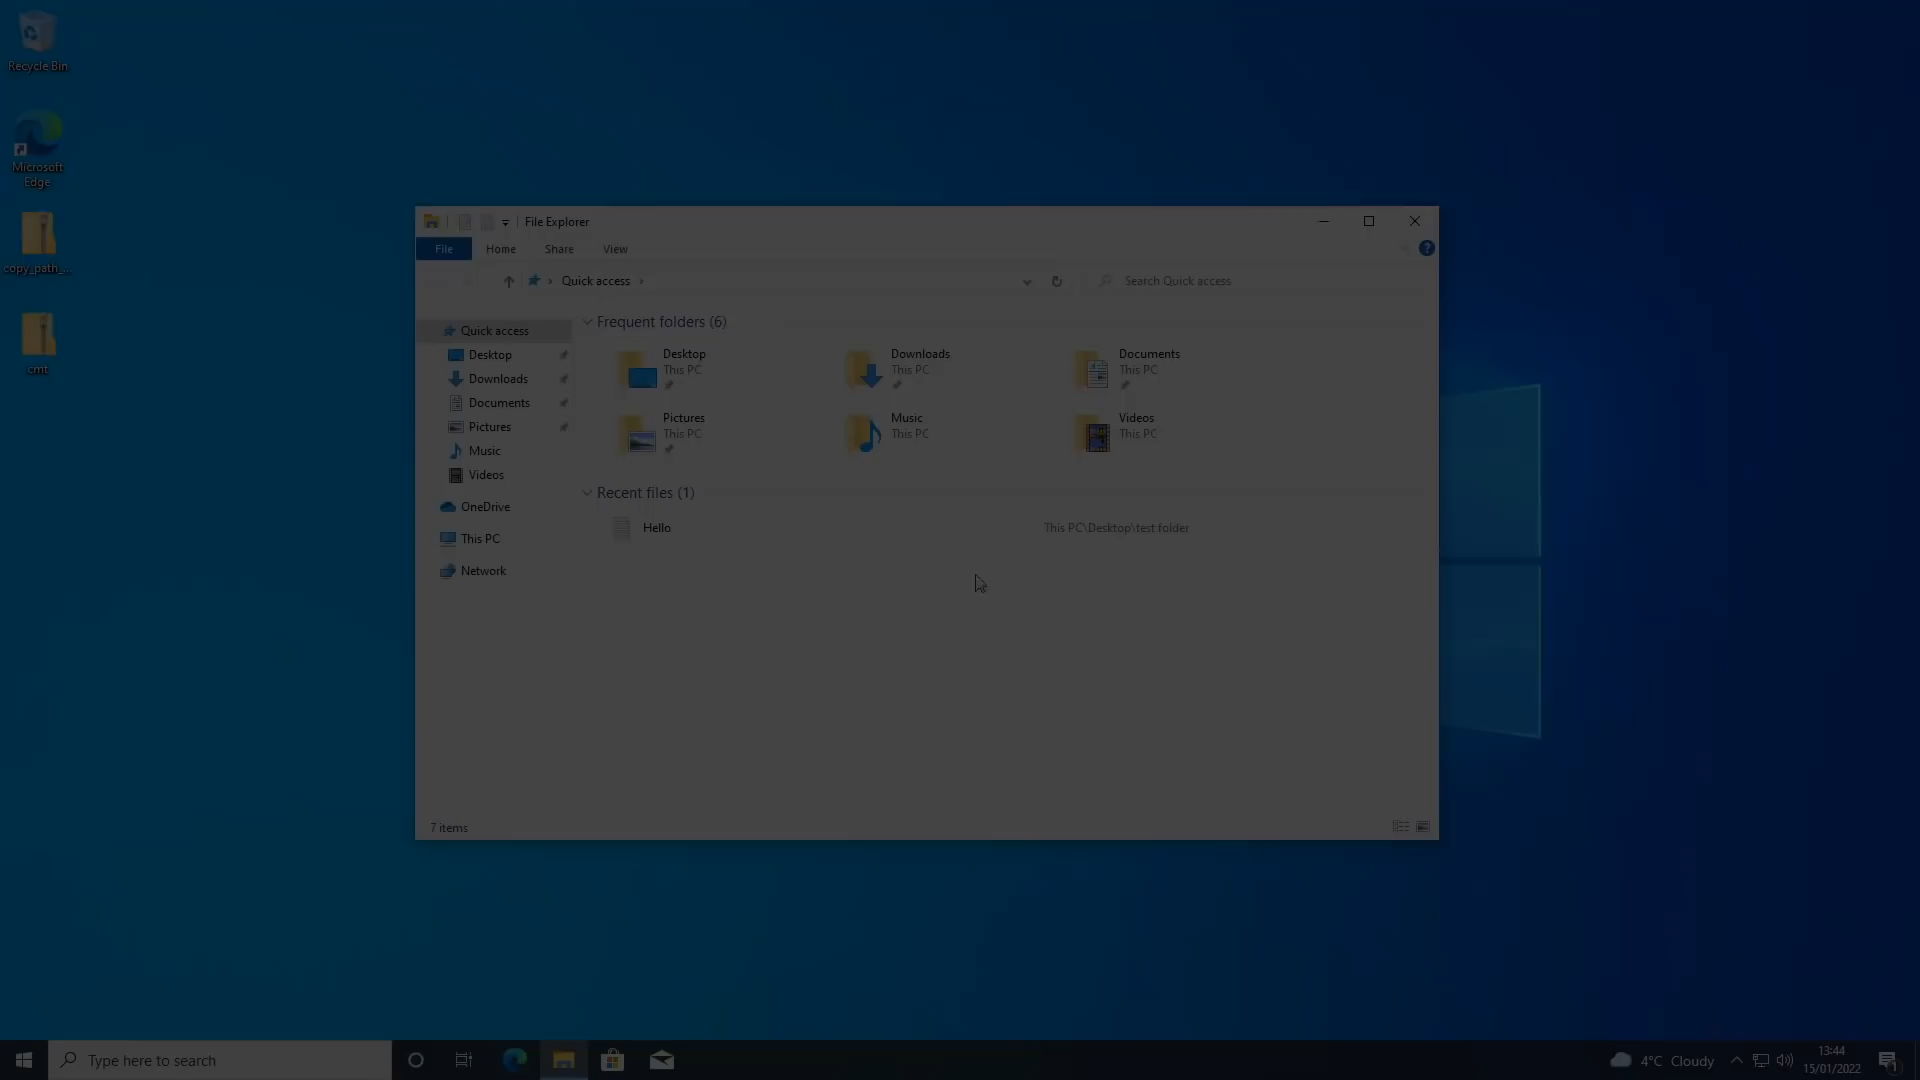 Recycle Bin
Microsoft
Edge
copy_path_...
cmt
File Explorer
File
Home
Share
View
?
Quick access
Search Quick access
Quick access
Desktop
Downloads
Documents
Pictures
Music
Videos
OneDrive
This PC
Network
Frequent folders (6)
Desktop
This PC
Downloads
This PC
Documents
This PC
Pictures
This PC
Music
This PC
Videos
This PC
Recent files (1)
Hello
This PC\Desktop\test folder
7 items
Type here to search
4°C Cloudy
13:44
15/01/2022
1